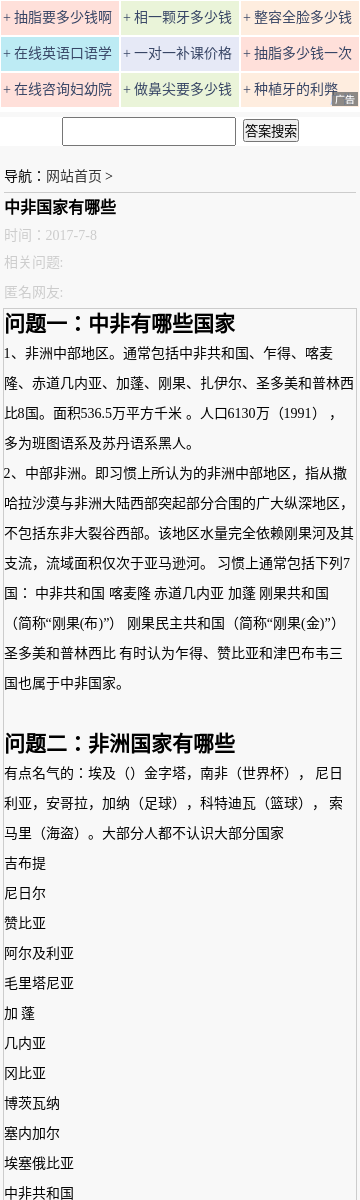 + 抽脂要多少钱啊 + 相一颗牙多少钱 + 整容全脸多少钱
+ 在线英语口语学 + 一对一补课价格 + 抽脂多少钱一次
+ 在线咨询妇幼院 + 做鼻尖要多少钱 + 种植牙的利弊
广告
答案搜索
导航：网站首页 >
中非国家有哪些
时间：2017-7-8
相关问题:
匿名网友:
问题一：中非有哪些国家
1、非洲中部地区。通常包括中非共和国、乍得、喀麦
隆、赤道几内亚、加蓬、刚果、扎伊尔、圣多美和普林西
比8国。面积536.5万平方千米 。人口6130万（1991），
多为班图语系及苏丹语系黑人。
2、中部非洲。即习惯上所认为的非洲中部地区，指从撒
哈拉沙漠与非洲大陆西部突起部分合围的广大纵深地区，
不包括东非大裂谷西部。该地区水量完全依赖刚果河及其
支流，流域面积仅次于亚马逊河。 习惯上通常包括下列7
国： 中非共和国 喀麦隆 赤道几内亚 加蓬 刚果共和国
（简称“刚果(布)”） 刚果民主共和国（简称“刚果(金)”）
圣多美和普林西比 有时认为乍得、赞比亚和津巴布韦三
国也属于中非国家。
问题二：非洲国家有哪些
有点名气的：埃及（）金字塔，南非（世界杯）， 尼日
利亚，安哥拉，加纳（足球），科特迪瓦（篮球）， 索
马里（海盗）。大部分人都不认识大部分国家
吉布提
尼日尔
赞比亚
阿尔及利亚
毛里塔尼亚
加 蓬
几内亚
冈比亚
博茨瓦纳
塞内加尔
埃塞俄比亚
中非共和国